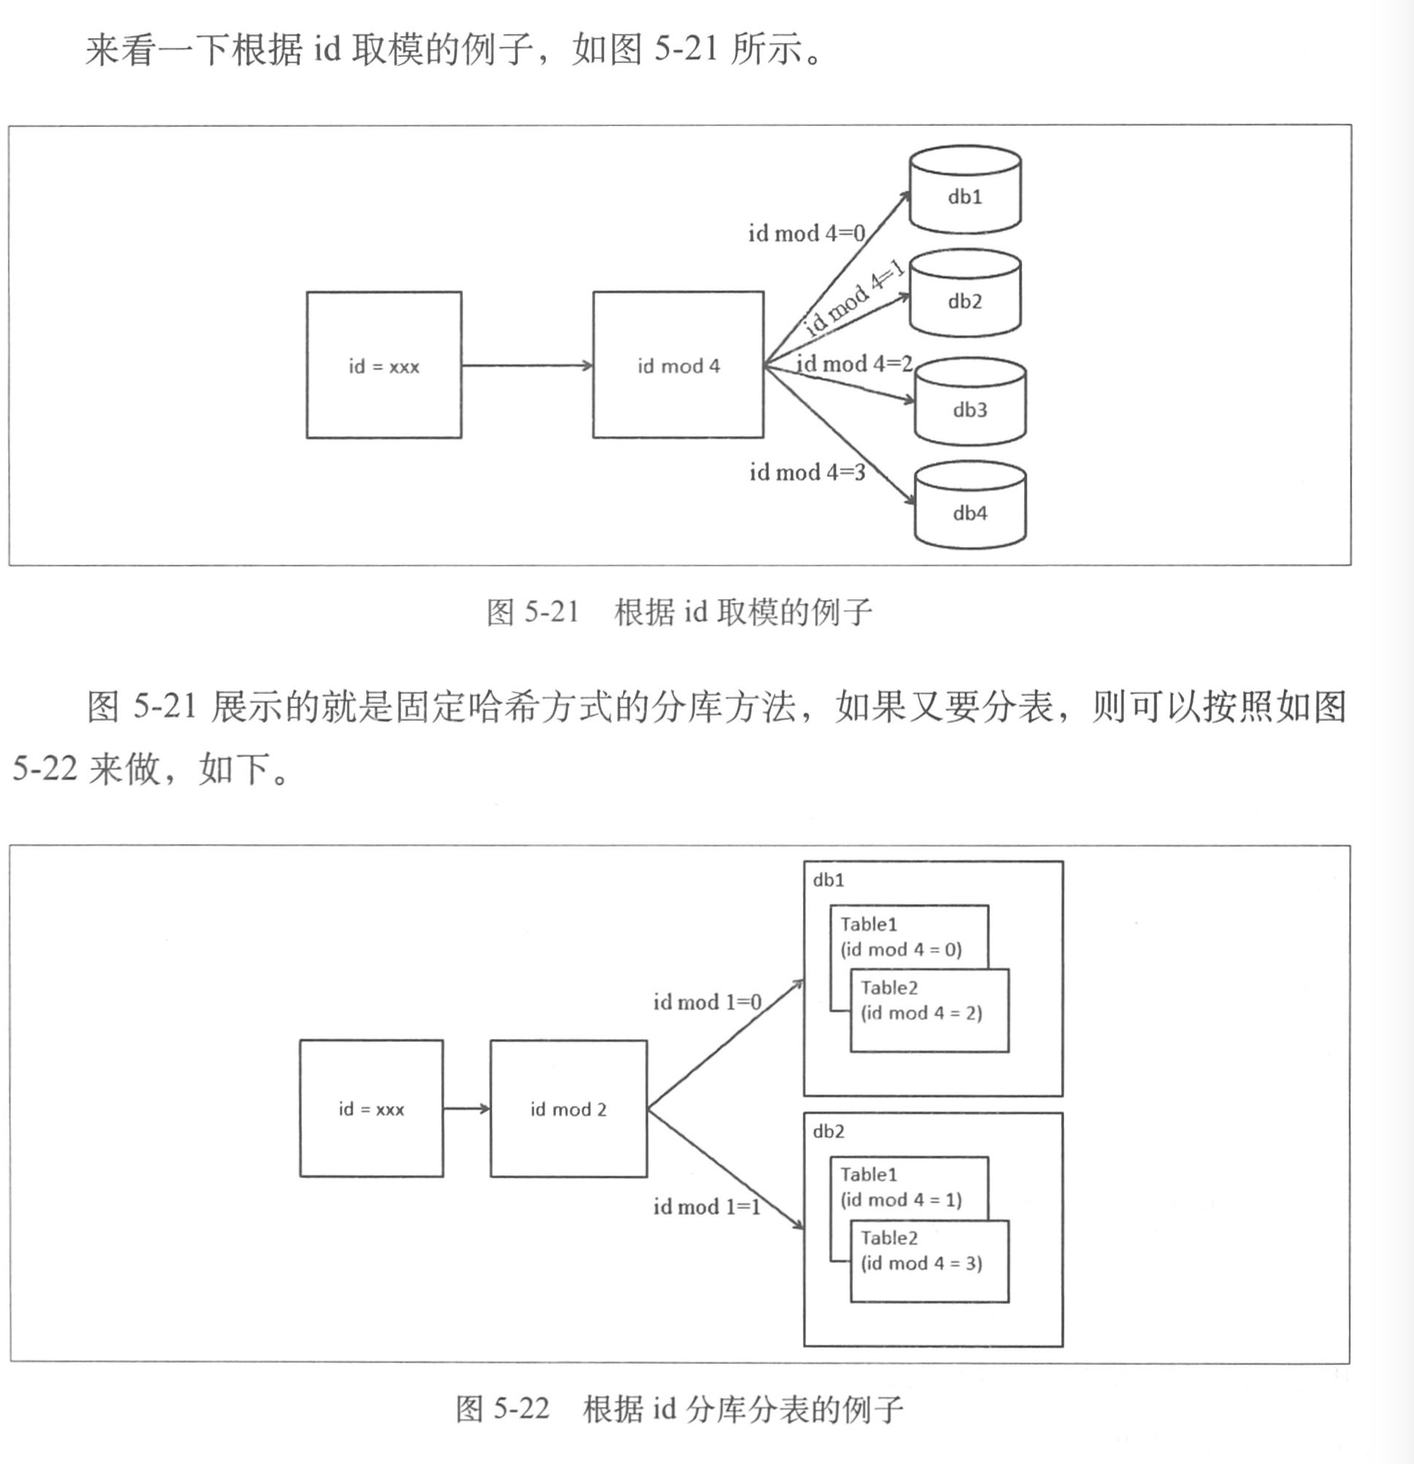 来看一下根据 id 取模的例子，如图 5-21 所示。
db1
id mod 4=0
id mod 4=1
db2
id = xxx
id mod 4
id mod 4=2
db3
id mod 4=3
db4
图 5-21 根据 id 取模的例子
图 5-21 展示的就是固定哈希方式的分库方法，如果又要分表，则可以按照如图
5-22 来做，如下。
db1
Table1
(id mod 4 = 0)
Table2
(id mod 4 = 2)
id mod 1=0
id = xxx
id mod 2
id mod 1=1
db2
Table1
(id mod 4 = 1)
Table2
(id mod 4 = 3)
图 5-22 根据 id 分库分表的例子